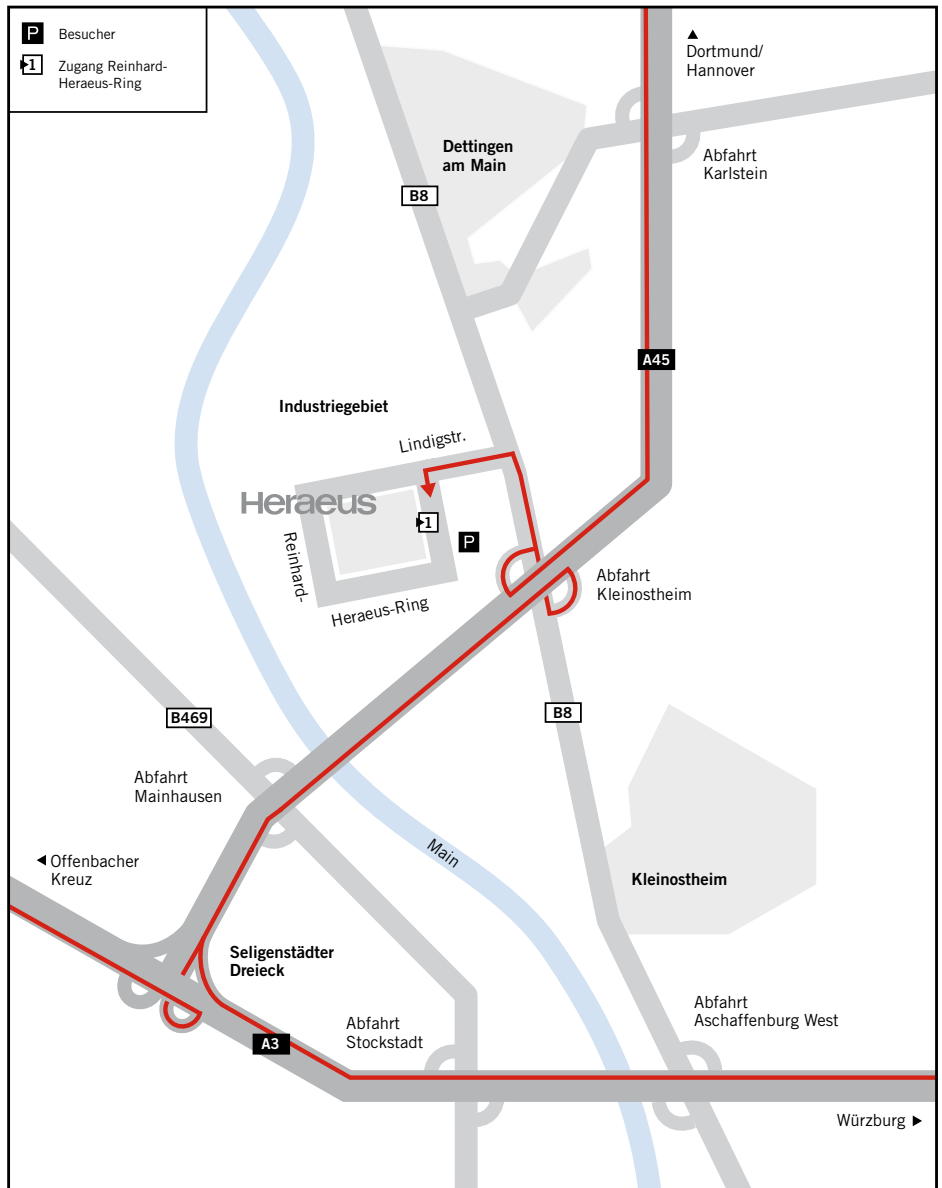 P Besucher
1 Zugang Reinhard-
Heraeus-Ring
Dortmund/
Hannover
Dettingen
am Main
Abfahrt
Karlstein
B8
A45
Industriegebiet
Lindigstr.
Heraeus
1
P
Reinhard-
Heraeus-Ring
Abfahrt
Kleinostheim
B469
B8
Abfahrt
Mainhausen
Main
Offenbacher
Kreuz
Kleinostheim
Seligenstädter
Dreieck
Abfahrt
Aschaffenburg West
Abfahrt
Stockstadt
A3
Würzburg